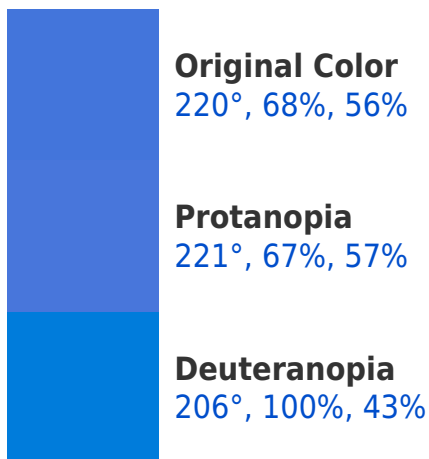 Original Color
220°, 68%, 56%
Protanopia
221°, 67%, 57%
Deuteranopia
206°, 100%, 43%